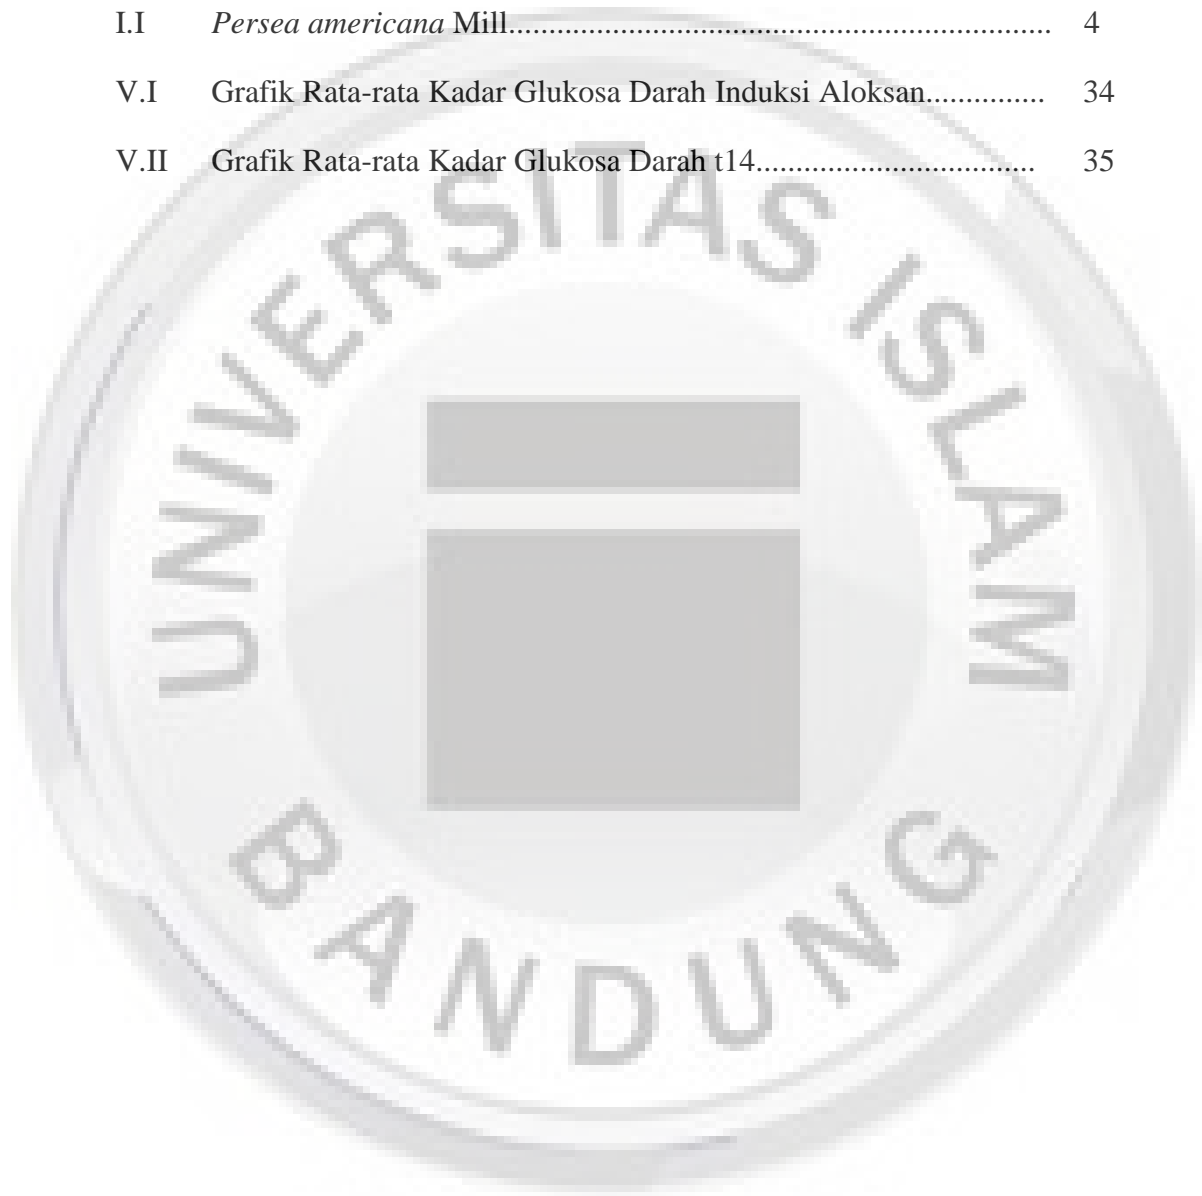 I.I Persea americana Mill................................................................... 4
V.I Grafik Rata-rata Kadar Glukosa Darah Induksi Aloksan............... 34
V.II Grafik Rata-rata Kadar Glukosa Darah t14................................... 35
UNIVERSITAS ISLAM
BANDUNG